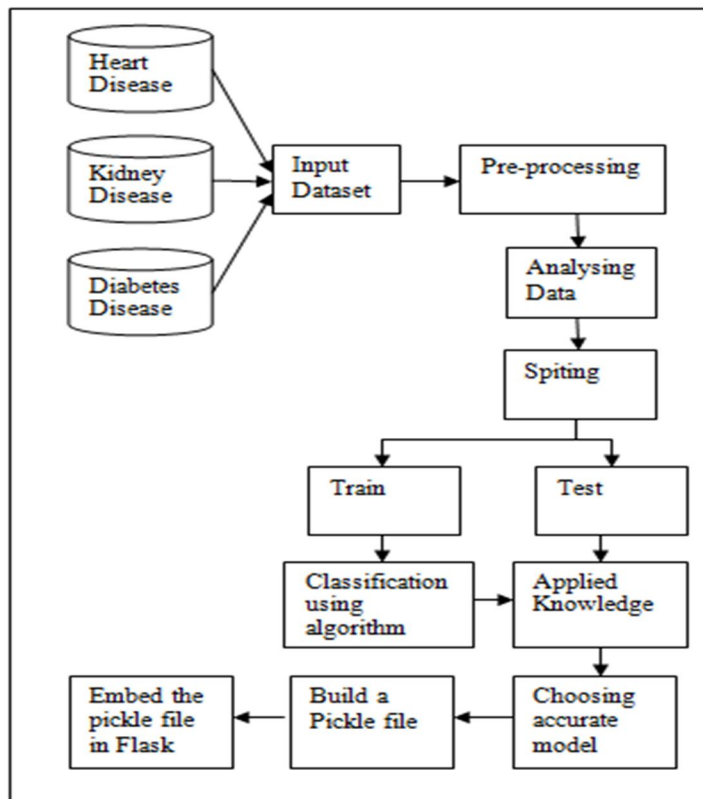 Heart
Disease
Kidney
Disease
Diabetes
Disease
Input
Dataset
Pre-processing
Analysing
Data
Spiting
Train
Test
Classification
using
algorithm
Applied
Knowledge
Choosing
accurate
model
Build a
Pickle file
Embed the
pickle file
in Flask